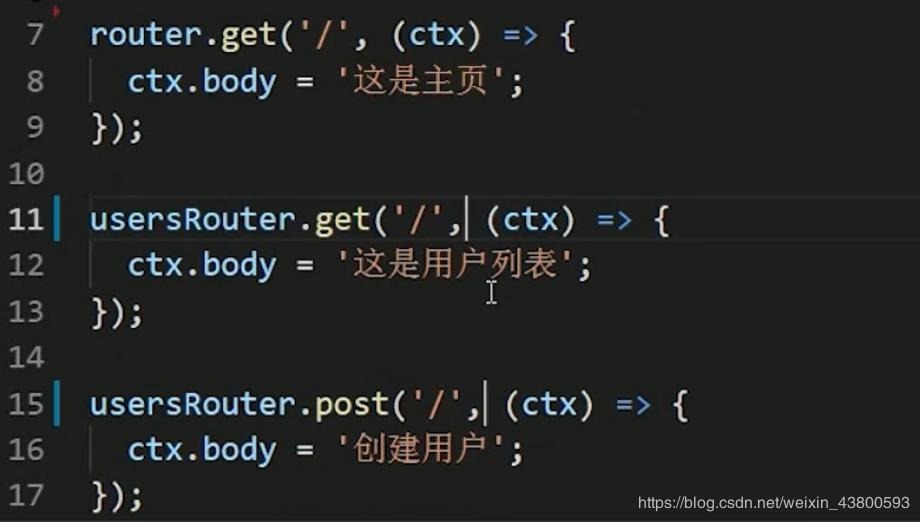 7 router.get('/', (ctx) => {
8   ctx.body = '这是主页';
9 });
10
11 usersRouter.get('/', (ctx) => {
12   ctx.body = '这是用户列表';
13 });
14
15 usersRouter.post('/', (ctx) => {
16   ctx.body = '创建用户';
17 });
https://blog.csdn.net/weixin_43800593